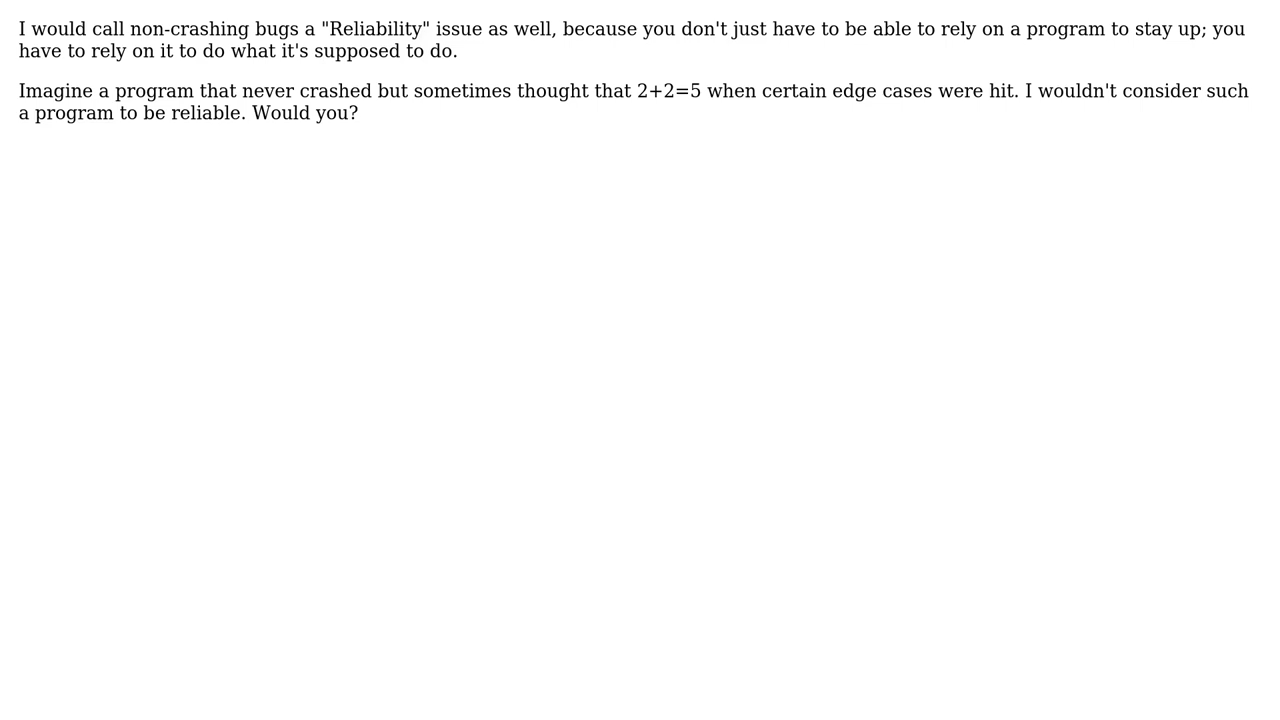 I would call non-crashing bugs a "Reliability" issue as well, because you don't just have to be able to rely on a program to stay up; you
have to rely on it to do what it's supposed to do.
Imagine a program that never crashed but sometimes thought that 2+2=5 when certain edge cases were hit. I wouldn't consider such
a program to be reliable. Would you?